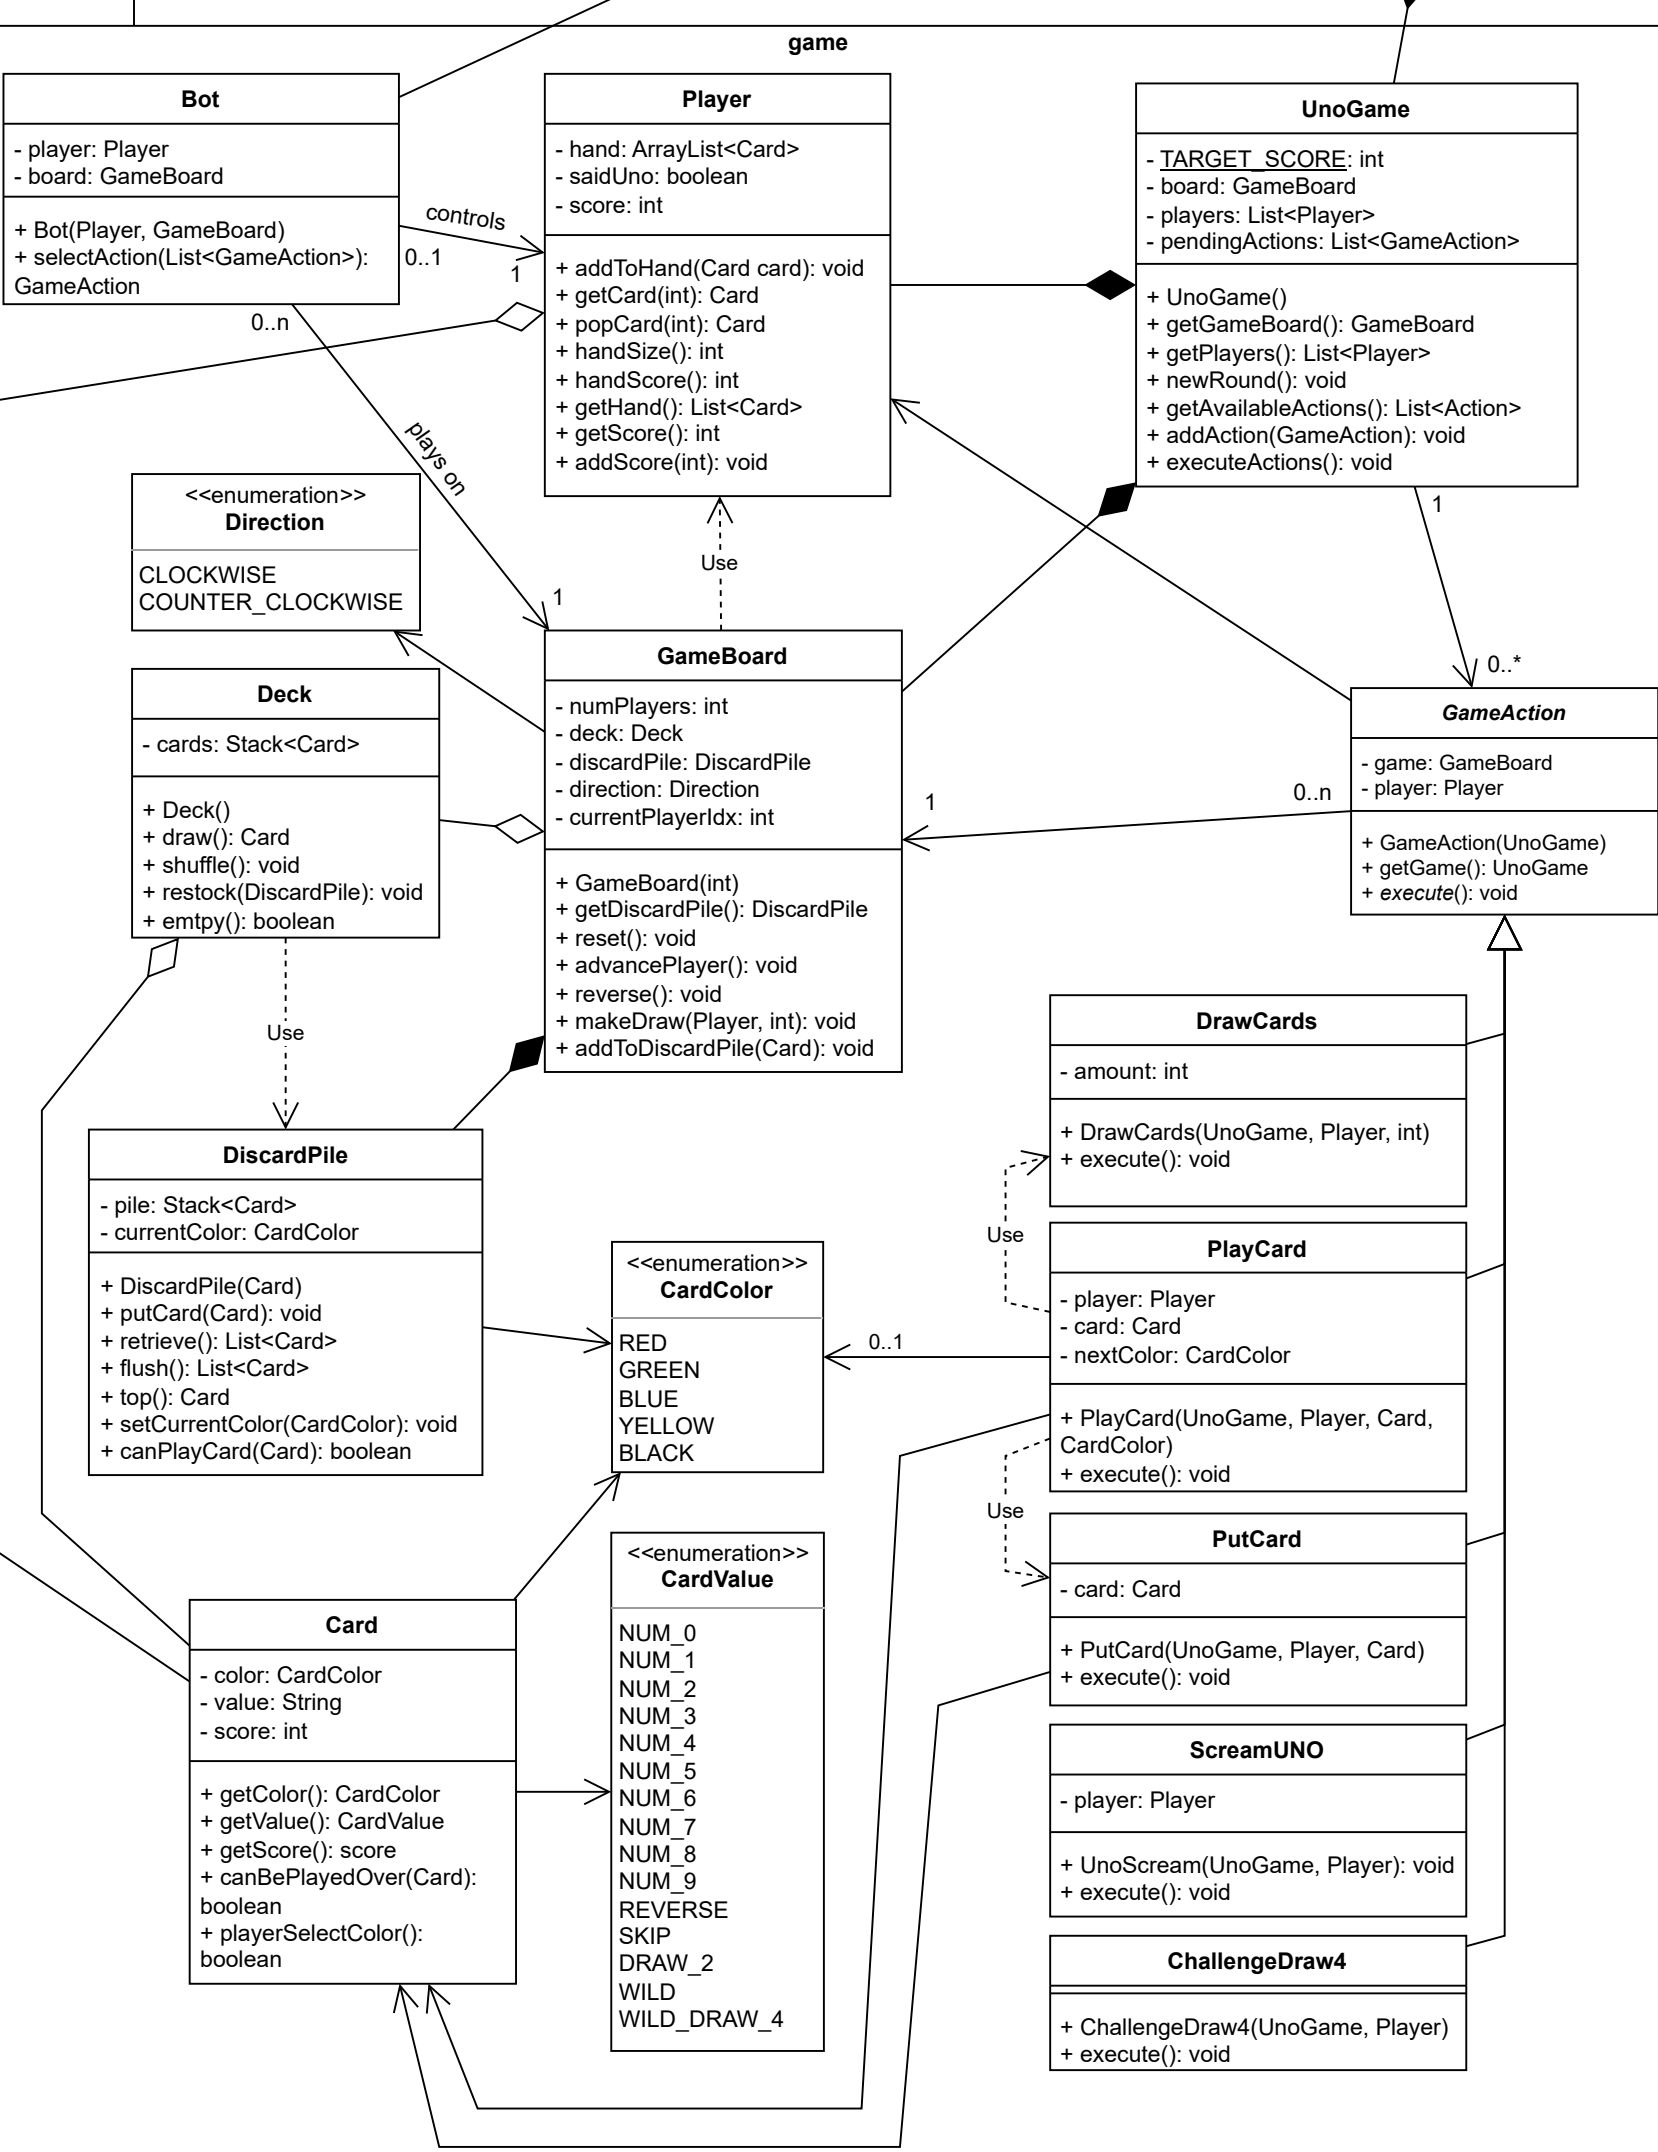 game
Bot
- player: Player
- board: GameBoard
+ Bot(Player, GameBoard)
+ selectAction(List<GameAction>):
GameAction
controls
0..1
1
0..n
plays on
1
Player
- hand: ArrayList<Card>
- saidUno: boolean
- score: int
+ addToHand(Card card): void
+ getCard(int): Card
+ popCard(int): Card
+ handSize(): int
+ handScore(): int
+ getHand(): List<Card>
+ getScore(): int
+ addScore(int): void
UnoGame
- TARGET_SCORE: int
- board: GameBoard
- players: List<Player>
- pendingActions: List<GameAction>
+ UnoGame()
+ getGameBoard(): GameBoard
+ getPlayers(): List<Player>
+ newRound(): void
+ getAvailableActions(): List<Action>
+ addAction(GameAction): void
+ executeActions(): void
1
0..*
<<enumeration>>
Direction
CLOCKWISE
COUNTER_CLOCKWISE
Use
GameBoard
- numPlayers: int
- deck: Deck
- discardPile: DiscardPile
- direction: Direction
- currentPlayerIdx: int
+ GameBoard(int)
+ getDiscardPile(): DiscardPile
+ reset(): void
+ advancePlayer(): void
+ reverse(): void
+ makeDraw(Player, int): void
+ addToDiscardPile(Card): void
1
0..n
GameAction
- game: GameBoard
- player: Player
+ GameAction(UnoGame)
+ getGame(): UnoGame
+ execute(): void
Deck
- cards: Stack<Card>
+ Deck()
+ draw(): Card
+ shuffle(): void
+ restock(DiscardPile): void
+ emtpy(): boolean
Use
DiscardPile
- pile: Stack<Card>
- currentColor: CardColor
+ DiscardPile(Card)
+ putCard(Card): void
+ retrieve(): List<Card>
+ flush(): List<Card>
+ top(): Card
+ setCurrentColor(CardColor): void
+ canPlayCard(Card): boolean
<<enumeration>>
CardColor
RED
GREEN
BLUE
YELLOW
BLACK
0..1
DrawCards
- amount: int
+ DrawCards(UnoGame, Player, int)
+ execute(): void
Use
PlayCard
- player: Player
- card: Card
- nextColor: CardColor
+ PlayCard(UnoGame, Player, Card,
CardColor)
+ execute(): void
Use
PutCard
- card: Card
+ PutCard(UnoGame, Player, Card)
+ execute(): void
ScreamUNO
- player: Player
+ UnoScream(UnoGame, Player): void
+ execute(): void
ChallengeDraw4
+ ChallengeDraw4(UnoGame, Player)
+ execute(): void
Card
- color: CardColor
- value: String
- score: int
+ getColor(): CardColor
+ getValue(): CardValue
+ getScore(): score
+ canBePlayedOver(Card):
boolean
+ playerSelectColor():
boolean
<<enumeration>>
CardValue
NUM_0
NUM_1
NUM_2
NUM_3
NUM_4
NUM_5
NUM_6
NUM_7
NUM_8
NUM_9
REVERSE
SKIP
DRAW_2
WILD
WILD_DRAW_4